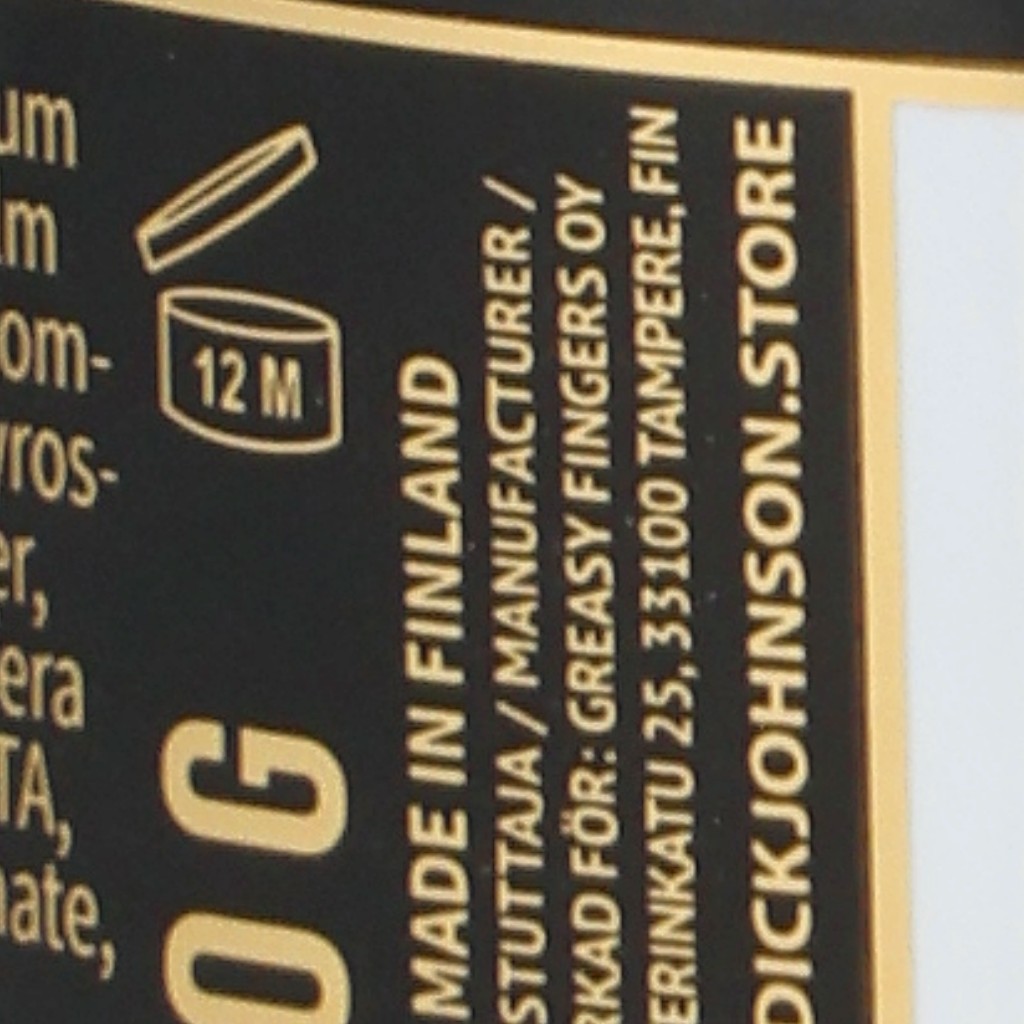 12 M
0 G
MADE IN FINLAND
STUTTAJA / MANUFACTURER /
RKAD FÖR: GREASY FINGERS OY
ERINKATU 25, 33100 TAMPERE, FIN
DICKJOHNSON.STORE
um
om-
yros-
er,
era
TA,
nate,